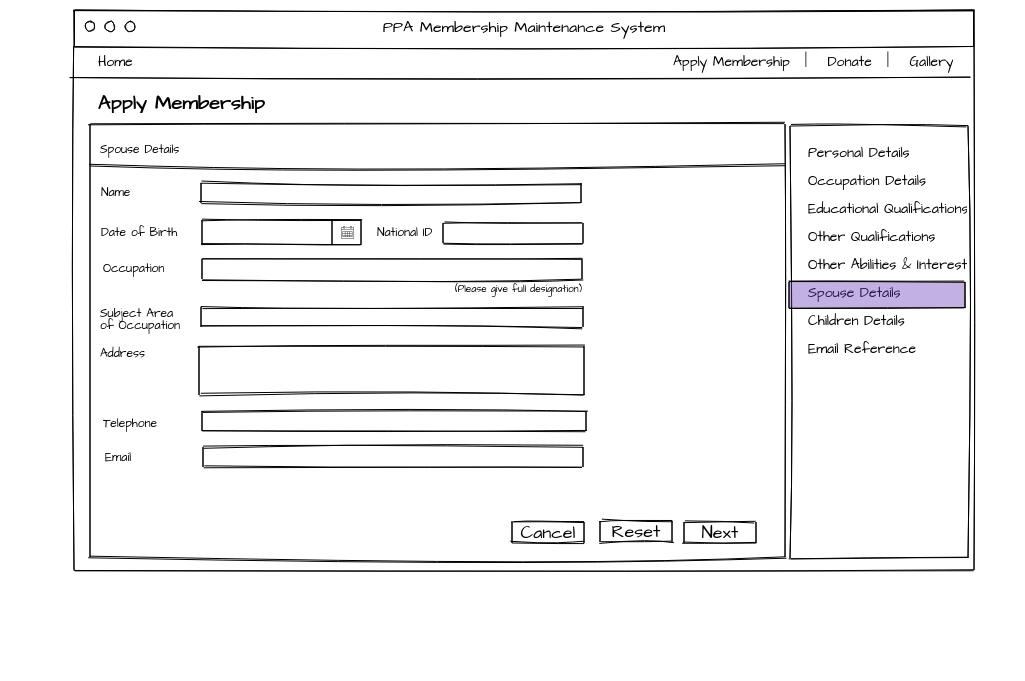 PPA Membership Maintenance System
Home
Apply Membership
Donate
Gallery
Apply Membership
Spouse Details
Name
Date of Birth
National ID
Occupation
(Please give full designation)
Subject Area
of Occupation
Address
Telephone
Email
Cancel
Reset
Next
Personal Details
Occupation Details
Educational Qualifications
Other Qualifications
Other Abilities & Interest
Spouse Details
Children Details
Email Reference